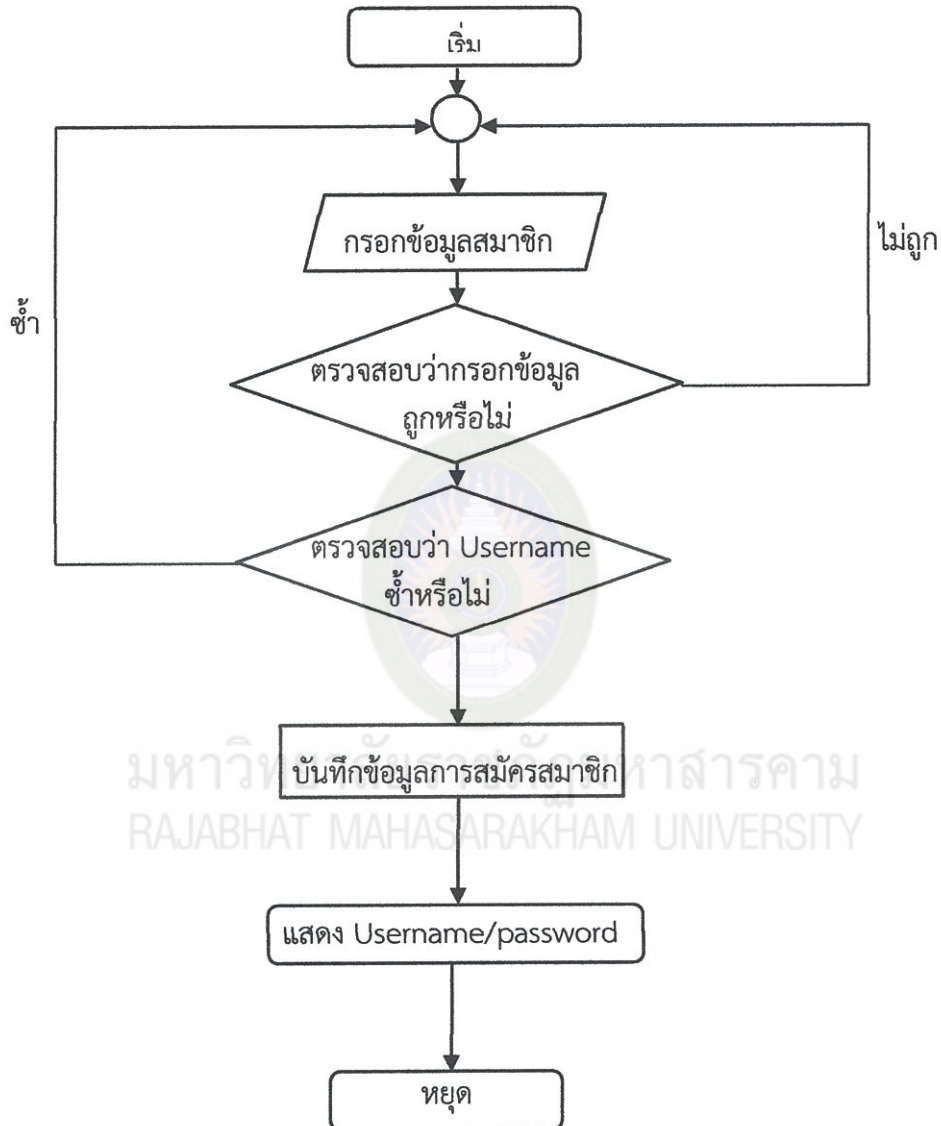 เริ่ม
กรอกข้อมูลสมาชิก
ไม่ถูก
ซ้ำ
ตรวจสอบว่ากรอกข้อมูล
ถูกหรือไม่
ตรวจสอบว่า Username
ซ้ำหรือไม่
บันทึกข้อมูลการสมัครสมาชิก
มหาวิทยาลัยราชภัฏมหาสารคาม
RAJABHAT MAHASARAKHAM UNIVERSITY
แสดง Username/password
หยุด